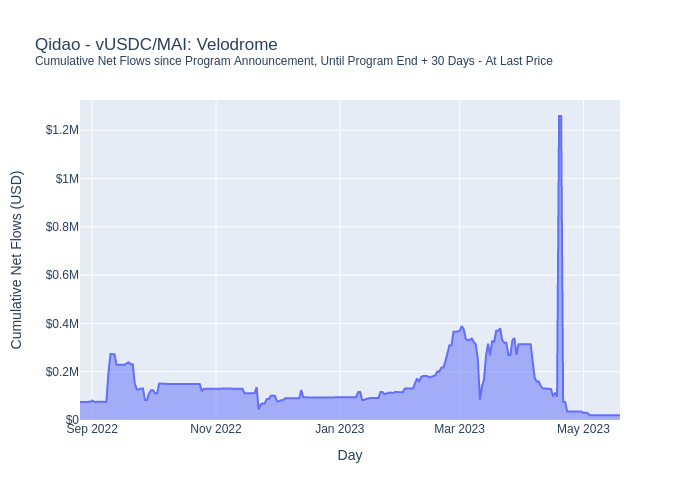 Qidao - vUSDC/MAI: Velodrome
Cumulative Net Flows since Program Announcement, Until Program End + 30 Days - At Last Price
$1.2M
$1M
$0.8M
$0.6M
$0.4M
$0.2M
$0
Cumulative Net Flows (USD)
Sep 2022 Nov 2022 Jan 2023 Mar 2023 May 2023
Day